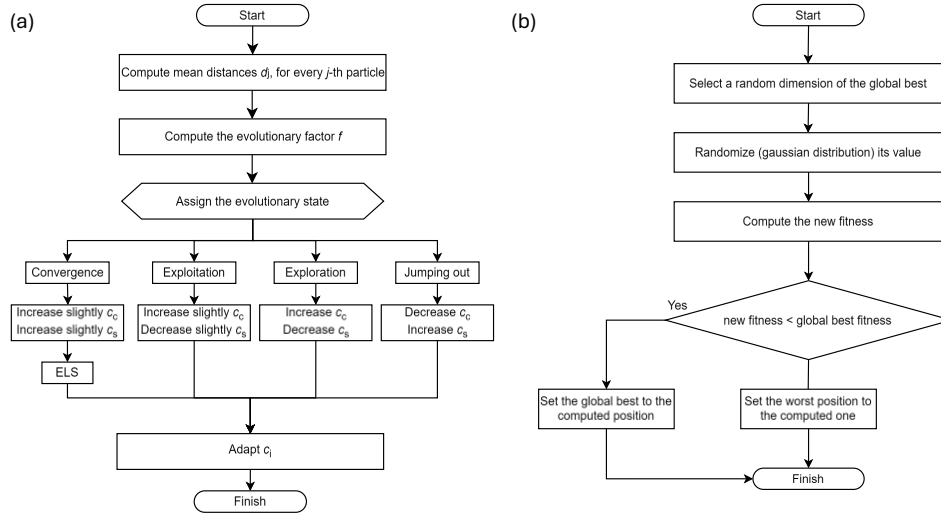 (a)
Start
Compute mean distances dj, for every j-th particle
Compute the evolutionary factor f
Assign the evolutionary state
Convergence
Exploitation
Exploration
Jumping out
Increase slightly cc
Increase slightly cs
Increase slightly cc
Decrease slightly cs
Increase cc
Decrease cs
Decrease cc
Increase cs
ELS
Adapt ci
Finish
(b)
Start
Select a random dimension of the global best
Randomize (gaussian distribution) its value
Compute the new fitness
Yes
new fitness < global best fitness
Set the global best to the
computed position
Set the worst position to
the computed one
Finish